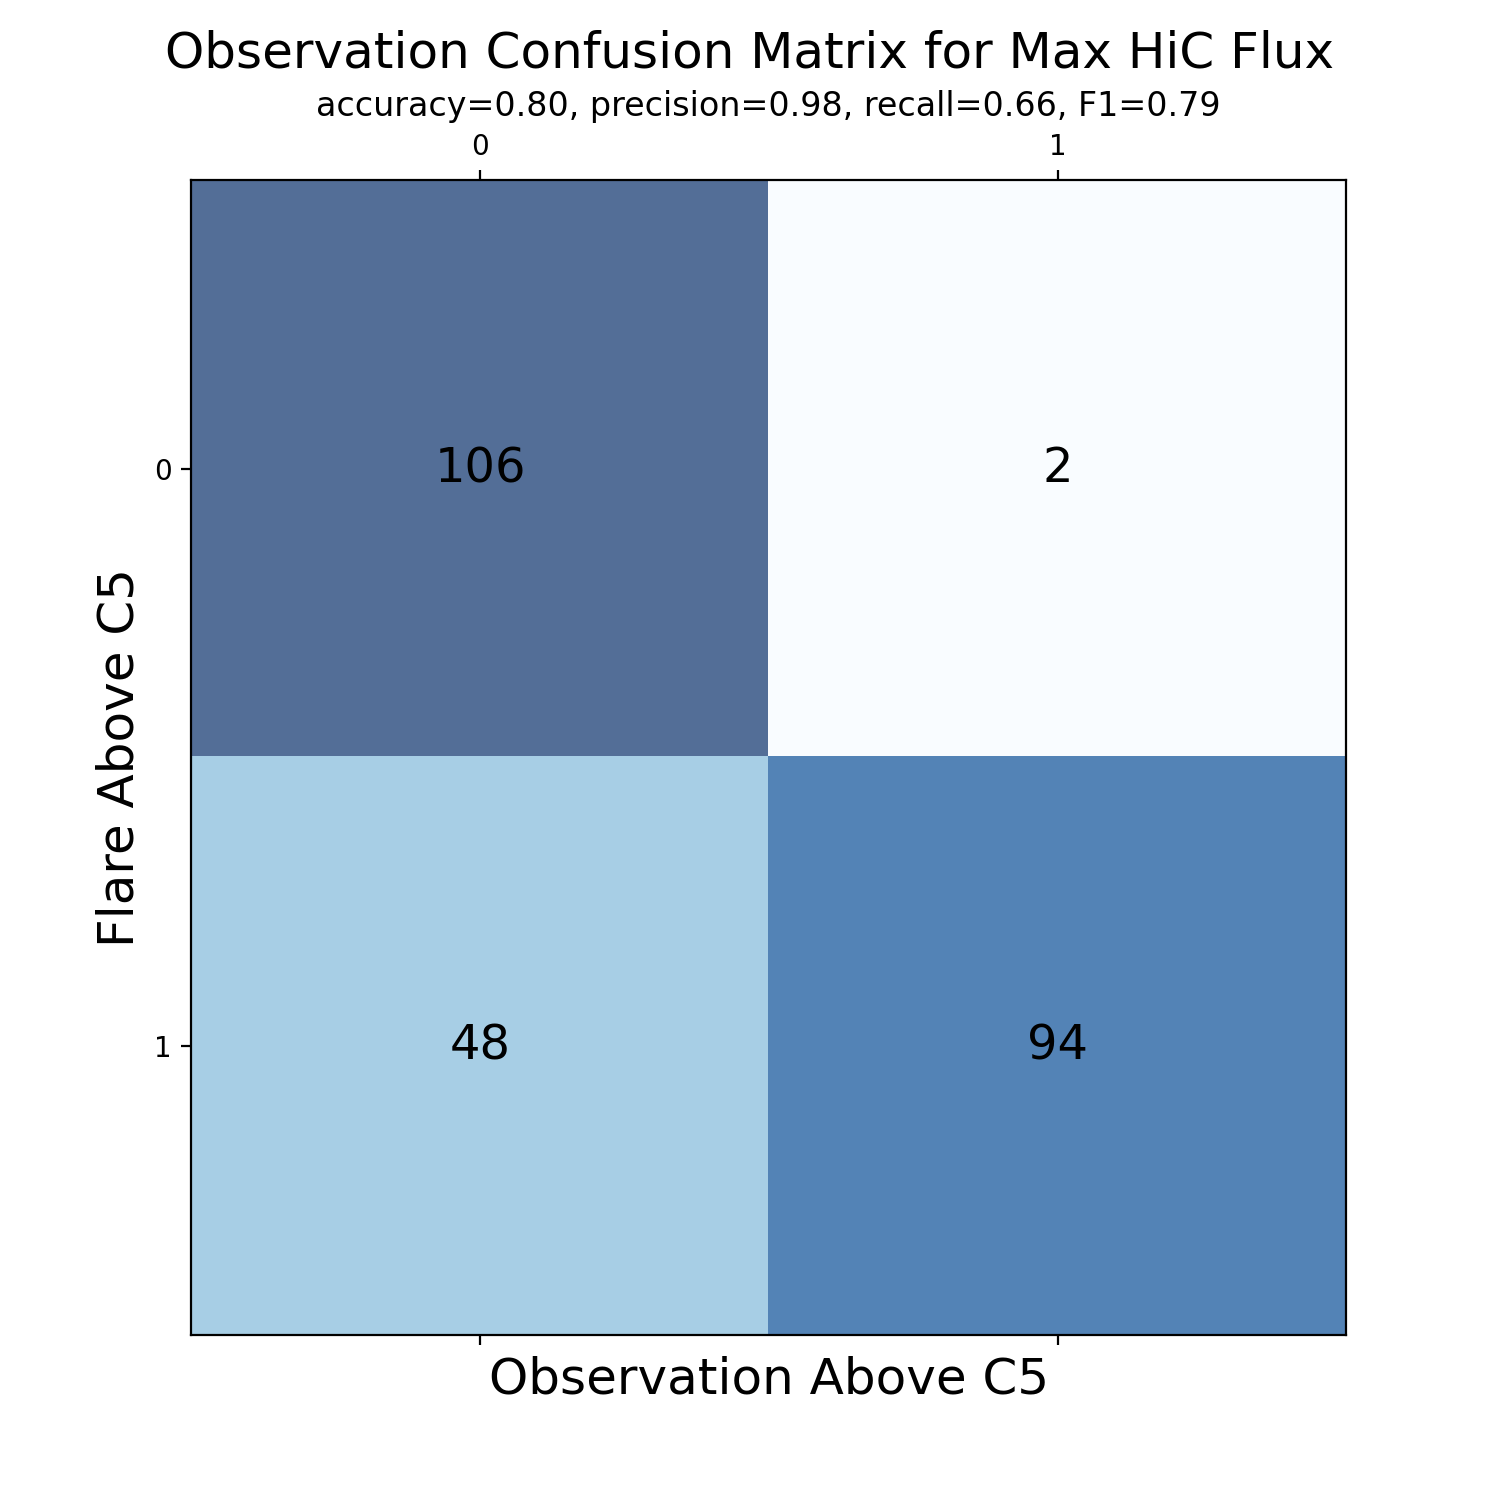 Observation Confusion Matrix for Max HiC Flux
accuracy=0.80, precision=0.98, recall=0.66, F1=0.79
0 1
0 106 2
Flare Above C5
1 48 94
Observation Above C5